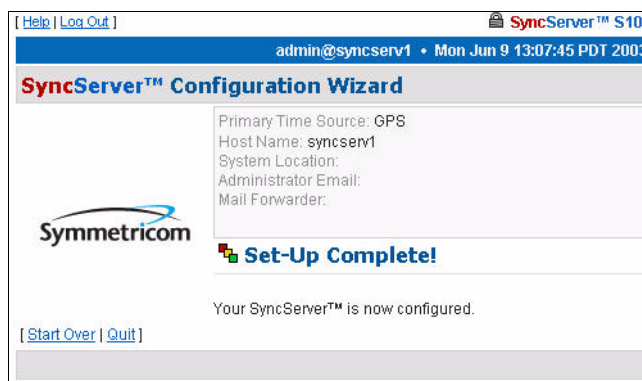 [ Help | Log Out ]
SyncServer™ S10
admin@syncserv1 • Mon Jun 9 13:07:45 PDT 2003
SyncServer™ Configuration Wizard
Primary Time Source: GPS
Host Name: syncserv1
System Location:
Administrator Email:
Mail Forwarder:
Symmetricom
Set-Up Complete!
Your SyncServer™ is now configured.
[ Start Over | Quit ]